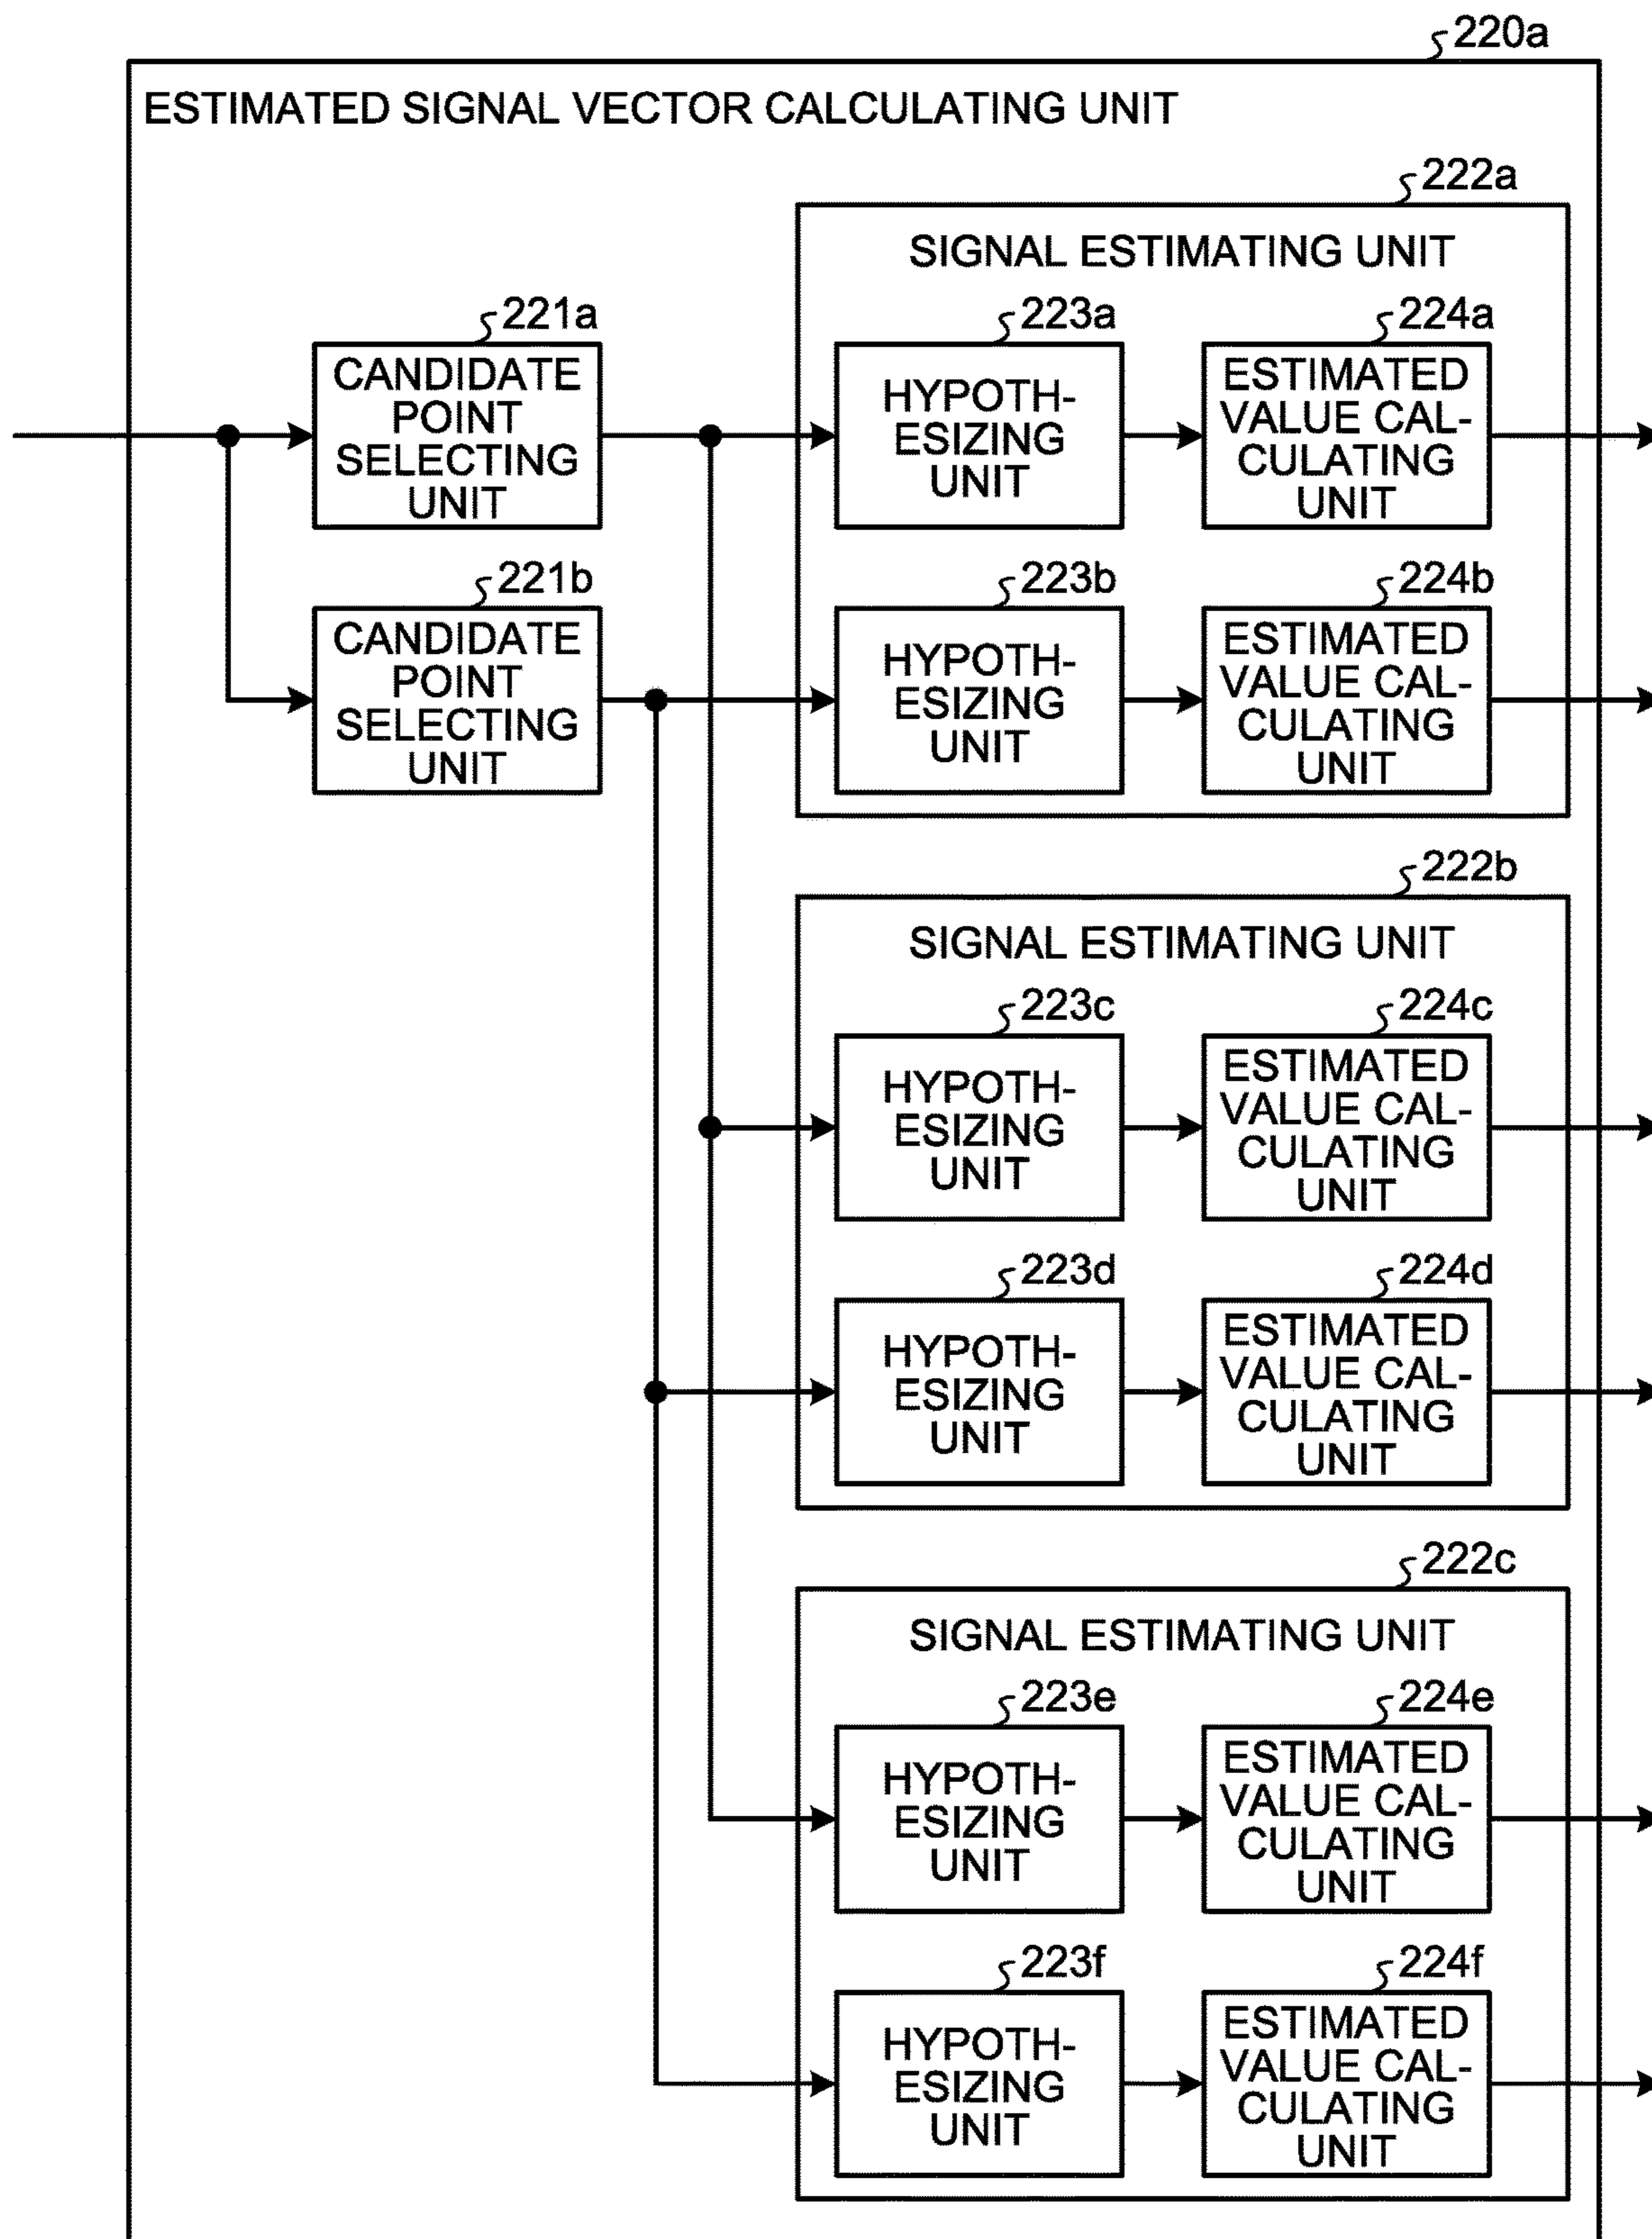 220a
ESTIMATED SIGNAL VECTOR CALCULATING UNIT
222a
SIGNAL ESTIMATING UNIT
221a
CANDIDATE
POINT
SELECTING
UNIT
223a
HYPOTH-
ESIZING
UNIT
224a
ESTIMATED
VALUE CAL-
CULATING
UNIT
221b
CANDIDATE
POINT
SELECTING
UNIT
223b
HYPOTH-
ESIZING
UNIT
224b
ESTIMATED
VALUE CAL-
CULATING
UNIT
222b
SIGNAL ESTIMATING UNIT
223c
HYPOTH-
ESIZING
UNIT
224c
ESTIMATED
VALUE CAL-
CULATING
UNIT
223d
HYPOTH-
ESIZING
UNIT
224d
ESTIMATED
VALUE CAL-
CULATING
UNIT
222c
SIGNAL ESTIMATING UNIT
223e
HYPOTH-
ESIZING
UNIT
224e
ESTIMATED
VALUE CAL-
CULATING
UNIT
223f
HYPOTH-
ESIZING
UNIT
224f
ESTIMATED
VALUE CAL-
CULATING
UNIT